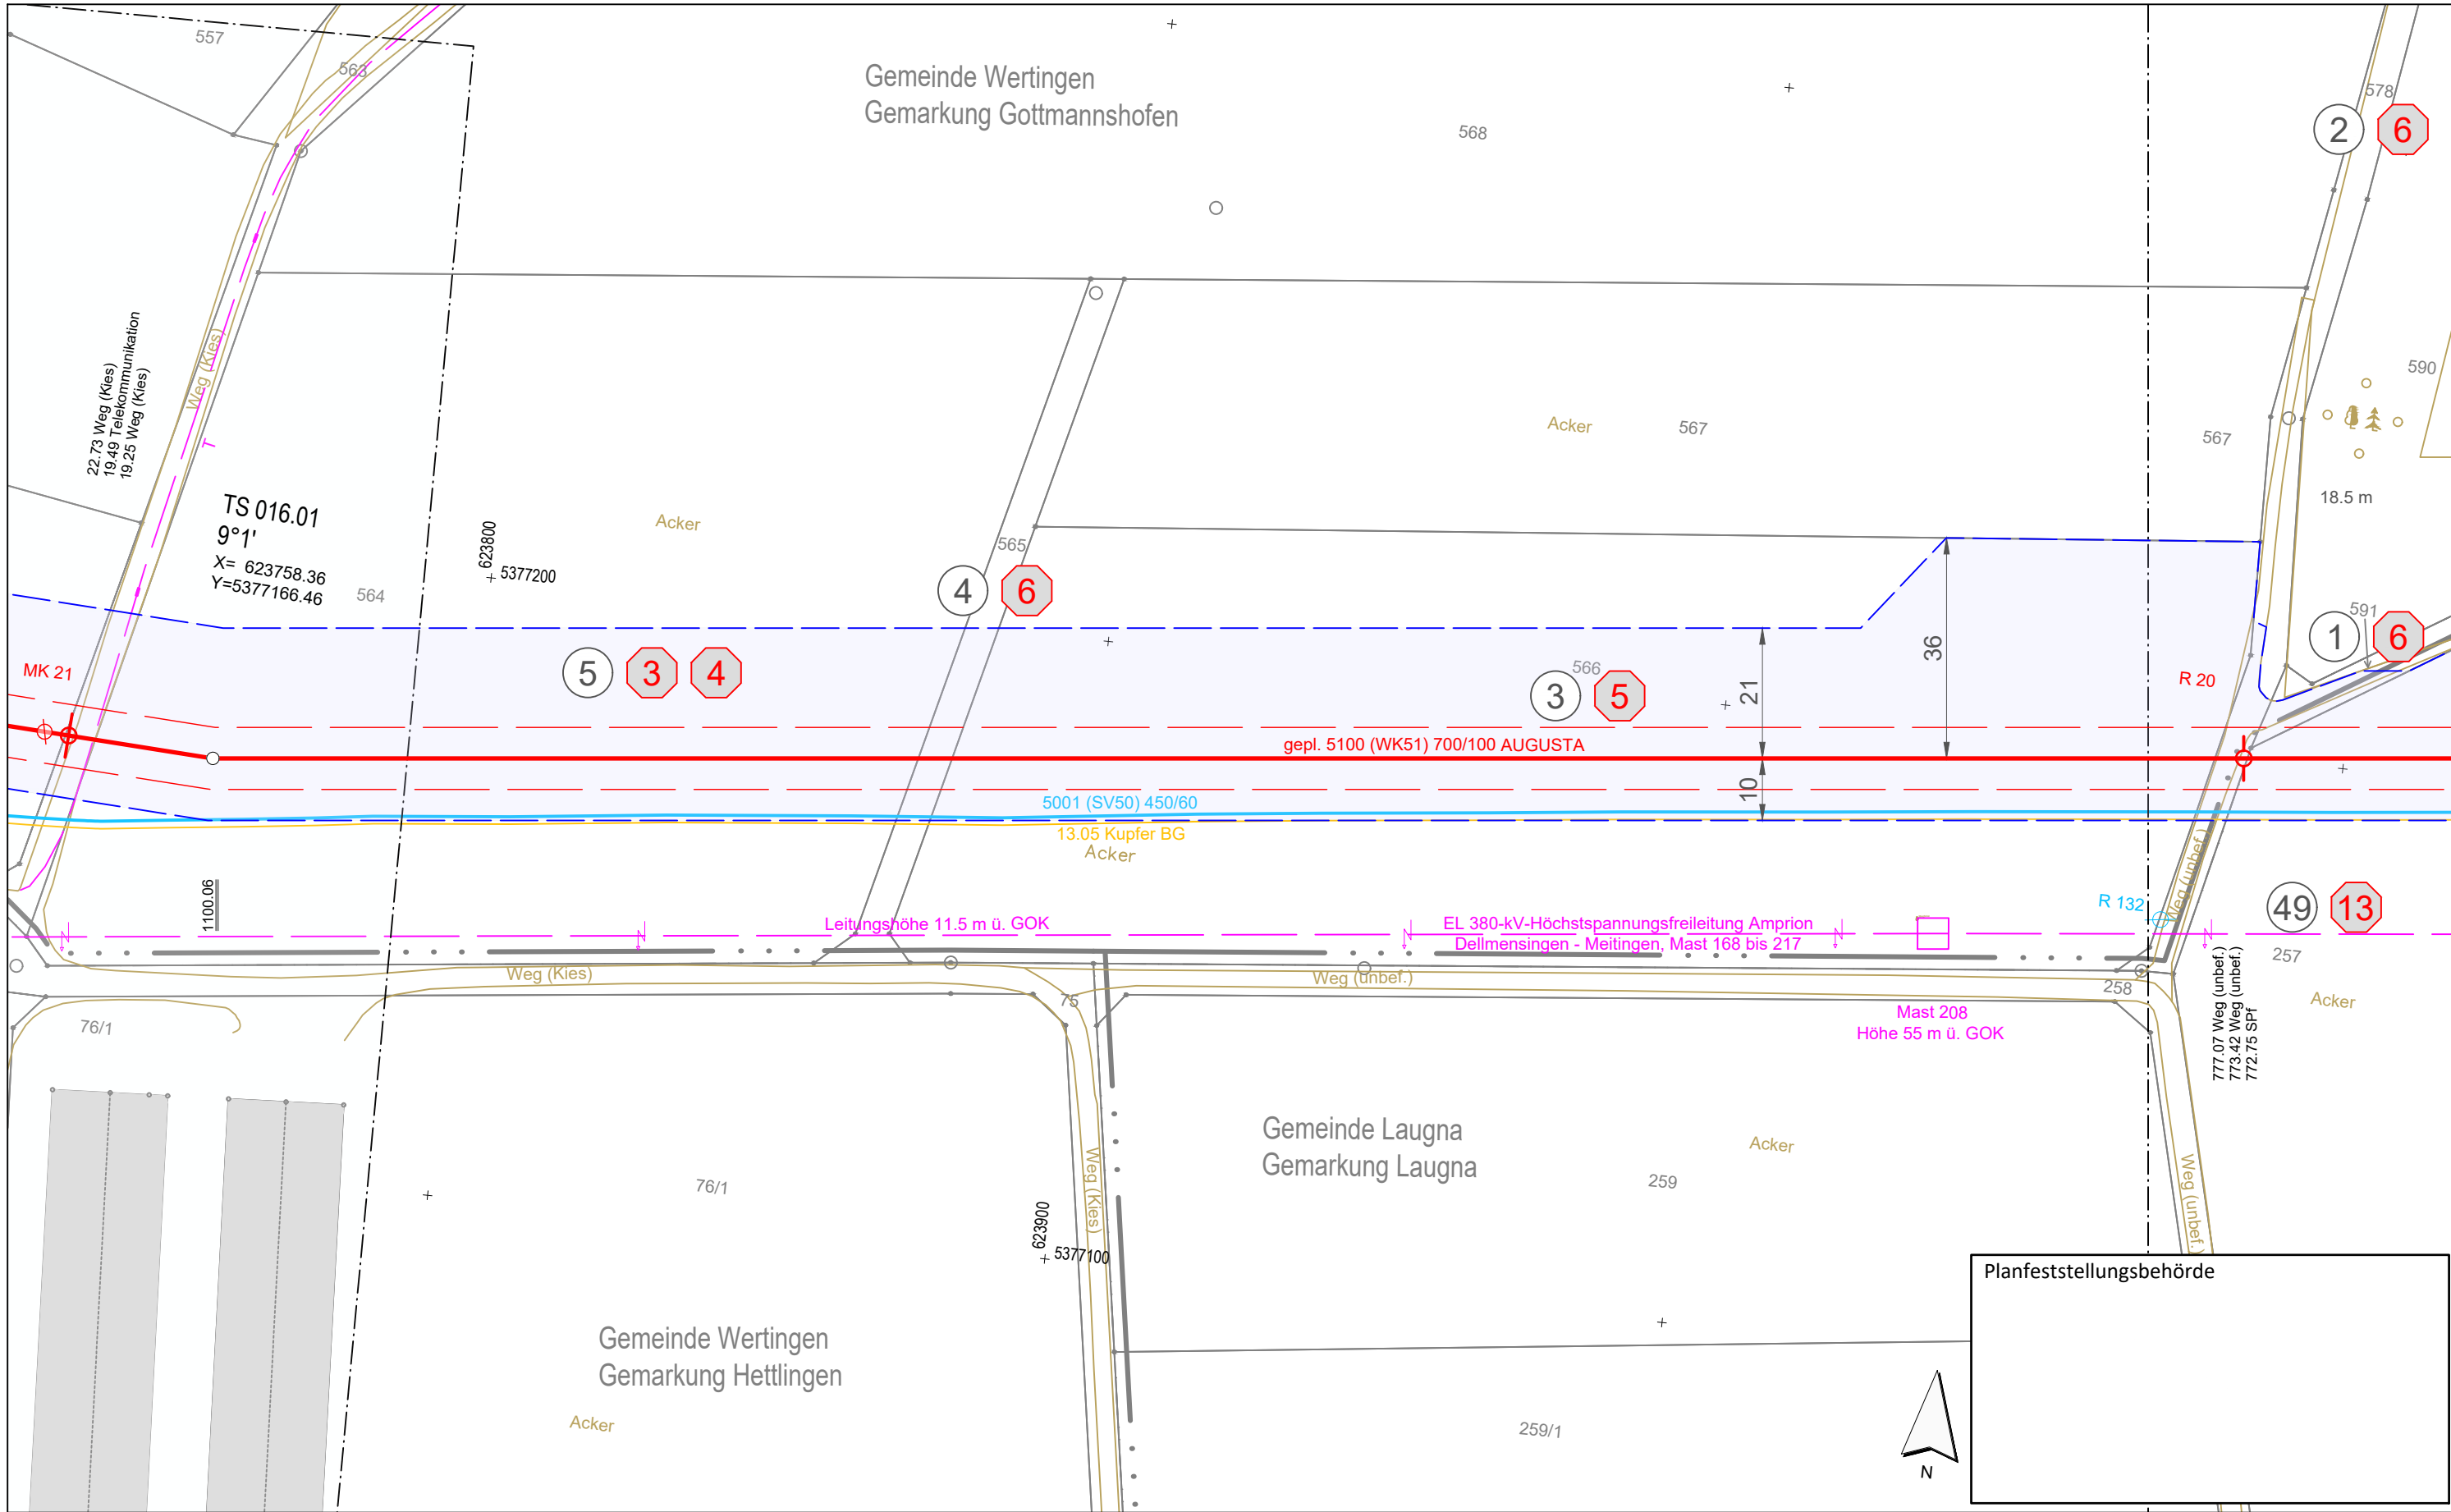 557
563
Gemeinde Wertingen
Gemarkung Gottmannshofen
568
578
2
6
22.73 Weg (Kies)
19.49 Telekommunikation
19.25 Weg (Kies)
Weg (Kies)
T
TS 016.01
9°1'
X= 623758.36
Y=5377166.46
564
Acker
623800
5377200
565
4
6
Acker
567
567
590
18.5 m
591
1
6
MK 21
5
3
4
566
3
5
21
36
10
R 20
gepl. 5100 (WK51) 700/100 AUGUSTA
5001 (SV50) 450/60
13.05 Kupfer BG
Acker
1100.06
Leitungshöhe 11.5 m ü. GOK
EL 380-kV-Höchstspannungsfreileitung Amprion
Dellmensingen - Meitingen, Mast 168 bis 217
R 132
Weg (unbef.)
49
13
257
Weg (Kies)
Weg (unbef.)
75
258
Acker
76/1
Mast 208
Höhe 55 m ü. GOK
777.07 Weg (unbef.)
773.42 Weg (unbef.)
772.75 SPf
Gemeinde Laugna
Gemarkung Laugna
Acker
259
76/1
Weg (Kies)
Weg (unbef.)
623900
5377100
Planfeststellungsbehörde
Gemeinde Wertingen
Gemarkung Hettlingen
Acker
259/1
N